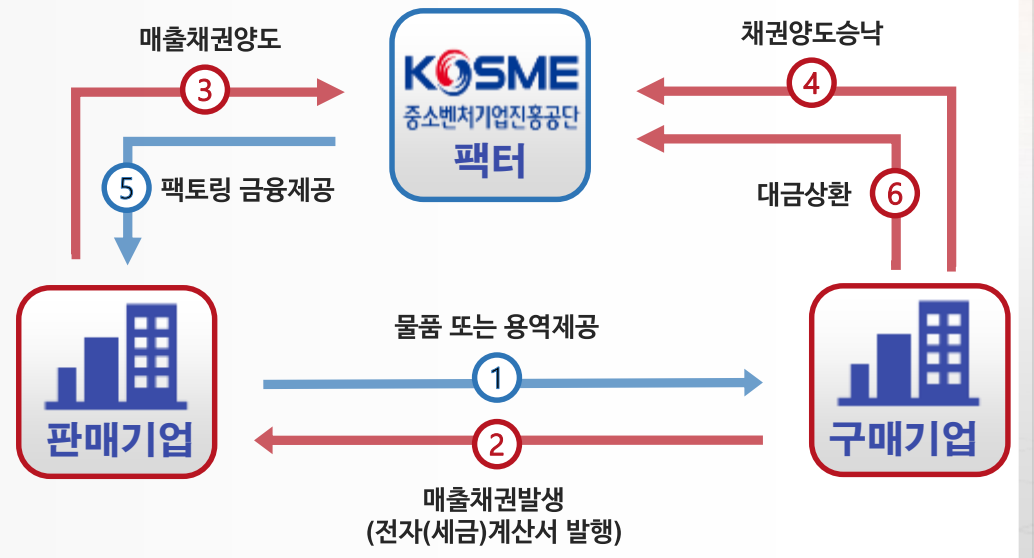 매출채권양도
3
KOSME
중소벤처기업진흥공단
팩터
채권양도승낙
4
5
팩토링 금융제공
대금상환
6
물품 또는 용역제공
1
판매기업
구매기업
2
매출채권발생
(전자(세금)계산서 발행)